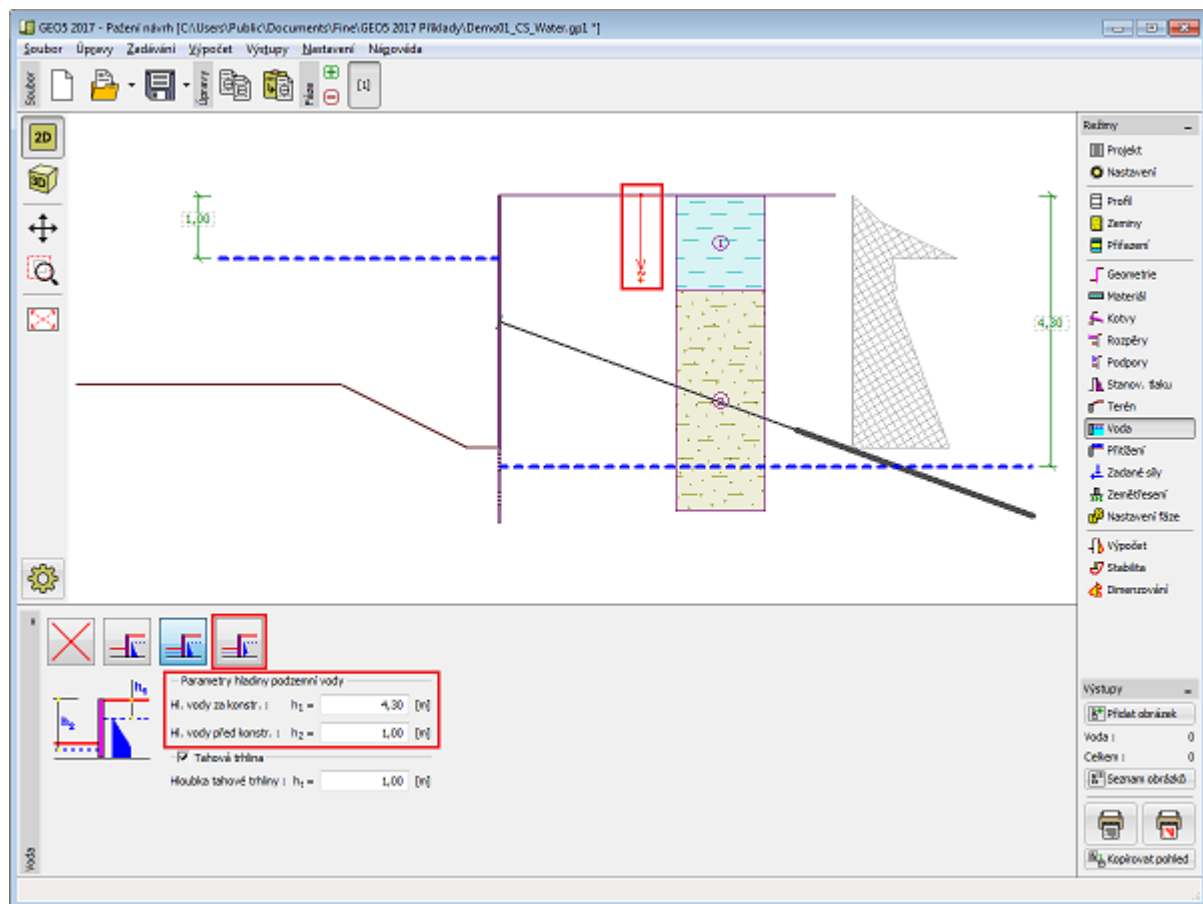 GEO5 2017 - Pažení návrh [C:\Users\Public\Documents\Fine\GEO5 2017 Příklady\Demo01_CS_Water.gp1 *]
Soubor Úpravy Zadávání Výpočet Výstupy Nastavení Nápověda
Soubor
Úpravy
Fáze
[1]
2D
3D
1,00
+z
1
2
4,30
Režimy
Projekt
Nastavení
Profil
Zeminy
Přiřazení
Geometrie
Materiál
Kotvy
Rozpěry
Podpory
Stanov. tlaku
Terén
Voda
Přitížení
Zadané síly
Zemětřesení
Nastavení fáze
Výpočet
Stabilita
Dimenzování
Parametry hladiny podzemní vody
Hl. vody za konstr. : h1 = 4,30 [m]
Hl. vody před konstr. : h2 = 1,00 [m]
Tahová trhlina
Hloubka tahové trhliny : ht = 1,00 [m]
h1
h2
Voda
Výstupy
Přidat obrázek
Voda : 0
Celkem : 0
Seznam obrázků
Kopírovat pohled